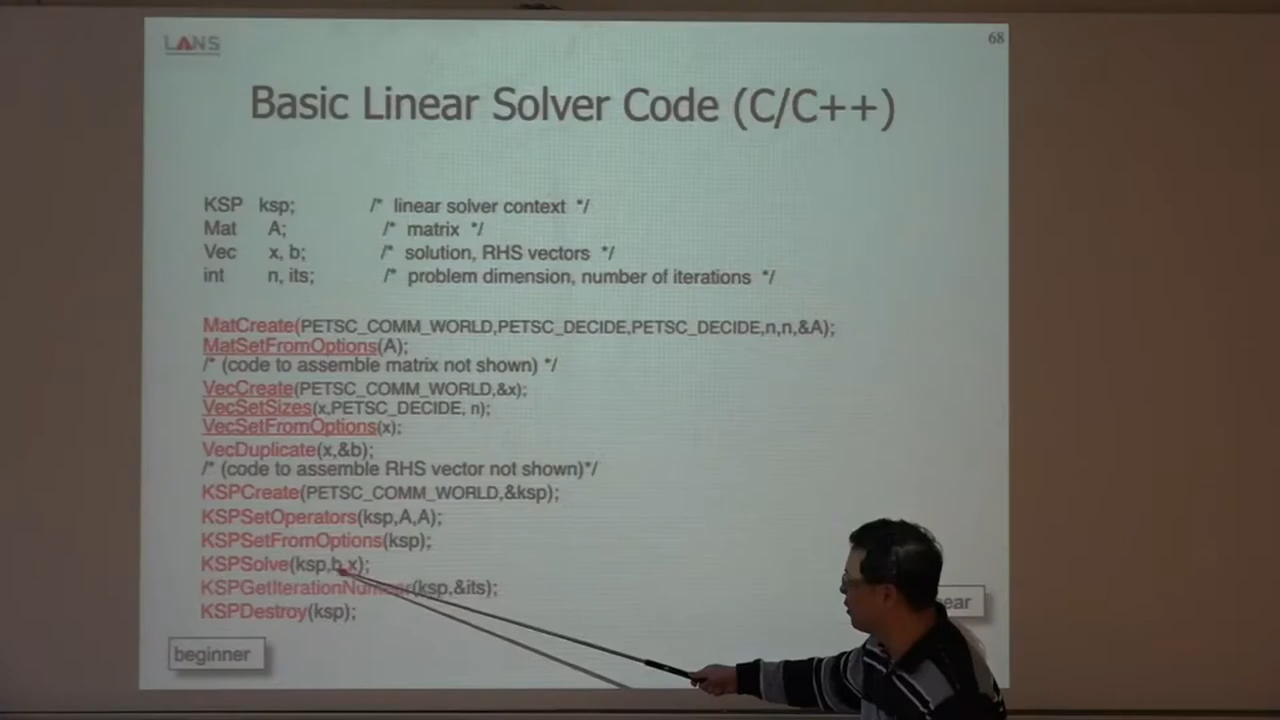 LANS
68
Basic Linear Solver Code (C/C++)
KSP ksp; /* linear solver context */
Mat A; /* matrix */
Vec x, b; /* solution, RHS vectors */
int n, its; /* problem dimension, number of iterations */
MatCreate(PETSC_COMM_WORLD,PETSC_DECIDE,PETSC_DECIDE,n,n,&A);
MatSetFromOptions(A);
/* (code to assemble matrix not shown) */
VecCreate(PETSC_COMM_WORLD,&x);
VecSetSizes(x,PETSC_DECIDE, n);
VecSetFromOptions(x);
VecDuplicate(x,&b);
/* (code to assemble RHS vector not shown)*/
KSPCreate(PETSC_COMM_WORLD,&ksp);
KSPSetOperators(ksp,A,A);
KSPSetFromOptions(ksp);
KSPSolve(ksp,b,x);
KSPGetIterationNumber(ksp,&its);
KSPDestroy(ksp);
beginner